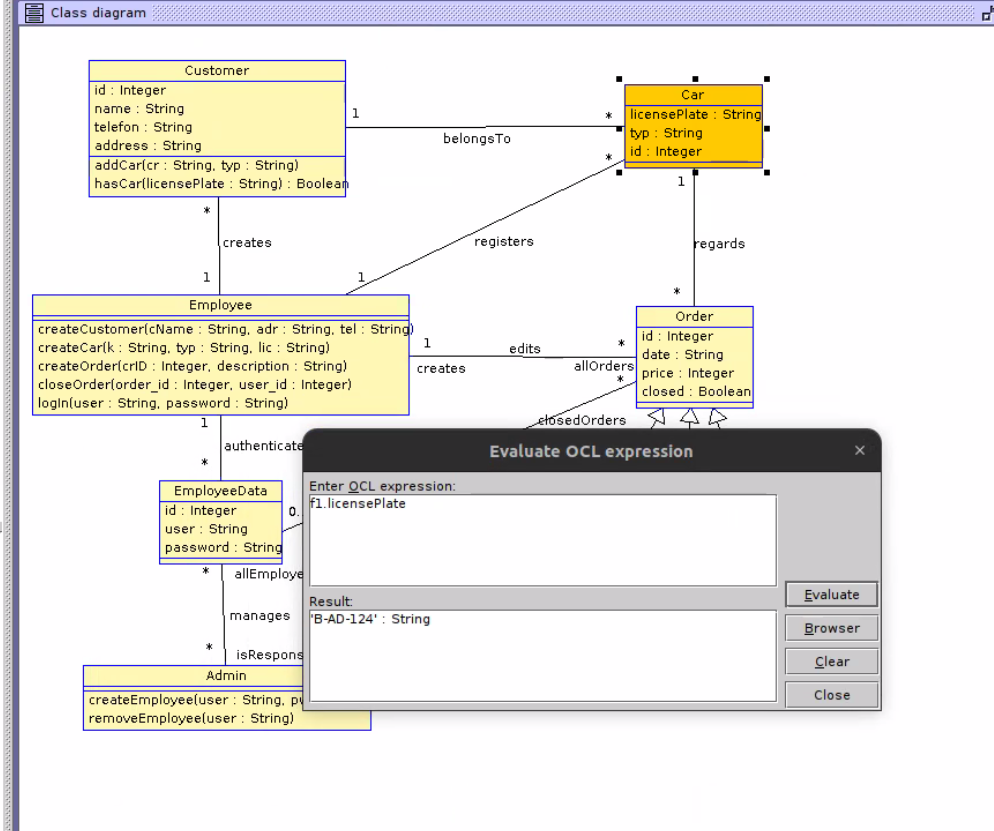 Class diagram
Customer
id : Integer
name : String
telefon : String
address : String
addCar(cr : String, typ : String)
hasCar(licensePlate : String) : Boolean
1
*
belongsTo
Car
licensePlate : String
typ : String
id : Integer
*
1
*
creates
1
registers
1
regards
*
Employee
createCustomer(cName : String, adr : String, tel : String)
createCar(k : String, typ : String, lic : String)
createOrder(crID : Integer, description : String)
closeOrder(order_id : Integer, user_id : Integer)
logIn(user : String, password : String)
1
edits
*
creates
allOrders
*
closedOrders
Order
id : Integer
date : String
price : Integer
closed : Boolean
1
authenticate
*
EmployeeData
id : Integer
user : String
password : String
0.
*
allEmploye
manages
*
isRespons
Admin
createEmployee(user : String,
removeEmployee(user : String)
Evaluate OCL expression
×
Enter OCL expression:
f1.licensePlate
Result:
'B-AD-124' : String
Evaluate
Browser
Clear
Close